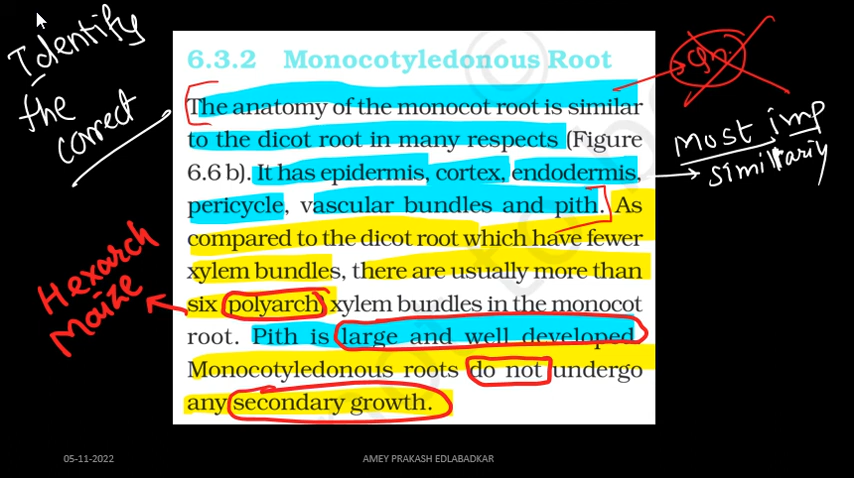 Identify
the
correct
6.3.2 Monocotyledonous Root
The anatomy of the monocot root is similar
to the dicot root in many respects (Figure
6.6 b). It has epidermis, cortex, endodermis,
pericycle, vascular bundles and pith. As
compared to the dicot root which have fewer
xylem bundles, there are usually more than
six (polyarch) xylem bundles in the monocot
root. Pith is large and well developed.
Monocotyledonous roots do not undergo
any secondary growth.
most imp
similtariy
Hexarch
Maize
05-11-2022
AMEY PRAKASH EDLABADKAR